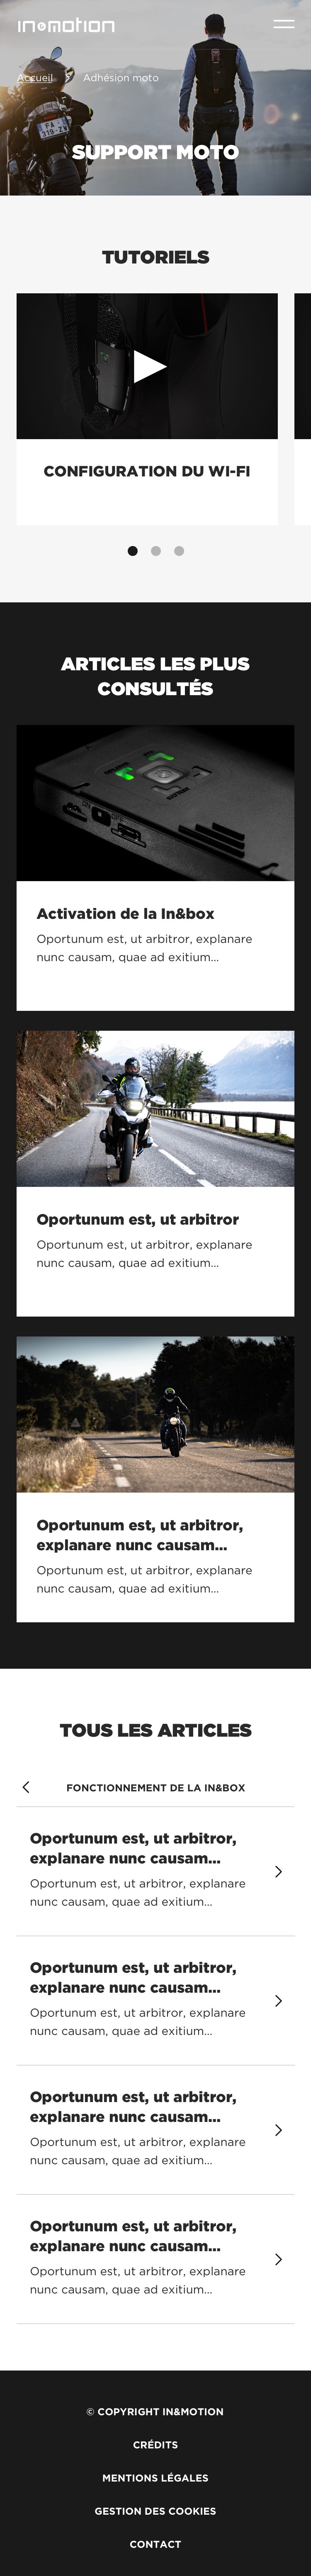 in&motion
Accueil > Adhésion moto
FA
319-Z
SUPPORT MOTO
TUTORIELS
CONFIGURATION DU WI-FI
ARTICLES LES PLUS
CONSULTÉS
Activation de la In&box
Oportunum est, ut arbitror, explanare
nunc causam, quae ad exitium...
Oportunum est, ut arbitror
Oportunum est, ut arbitror, explanare
nunc causam, quae ad exitium...
Oportunum est, ut arbitror,
explanare nunc causam...
Oportunum est, ut arbitror, explanare
nunc causam, quae ad exitium...
TOUS LES ARTICLES
FONCTIONNEMENT DE LA IN&BOX
Oportunum est, ut arbitror,
explanare nunc causam...
Oportunum est, ut arbitror, explanare
nunc causam, quae ad exitium...
Oportunum est, ut arbitror,
explanare nunc causam...
Oportunum est, ut arbitror, explanare
nunc causam, quae ad exitium...
Oportunum est, ut arbitror,
explanare nunc causam...
Oportunum est, ut arbitror, explanare
nunc causam, quae ad exitium...
Oportunum est, ut arbitror,
explanare nunc causam...
Oportunum est, ut arbitror, explanare
nunc causam, quae ad exitium...
© COPYRIGHT IN&MOTION
CRÉDITS
MENTIONS LÉGALES
GESTION DES COOKIES
CONTACT